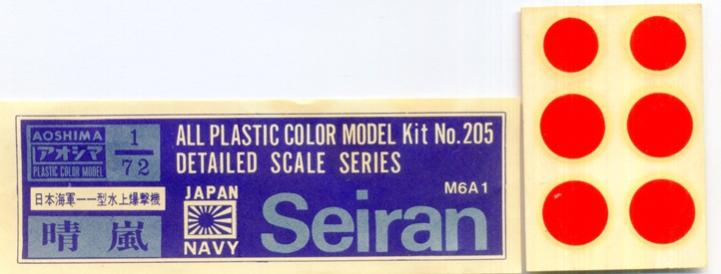 AOSHIMA
アオシマ
PLASTIC COLOR MODEL
1/72
ALL PLASTIC COLOR MODEL Kit No.205
DETAILED SCALE SERIES
日本海軍一一型水上爆撃機
晴嵐
JAPAN
NAVY
M6A1
Seiran